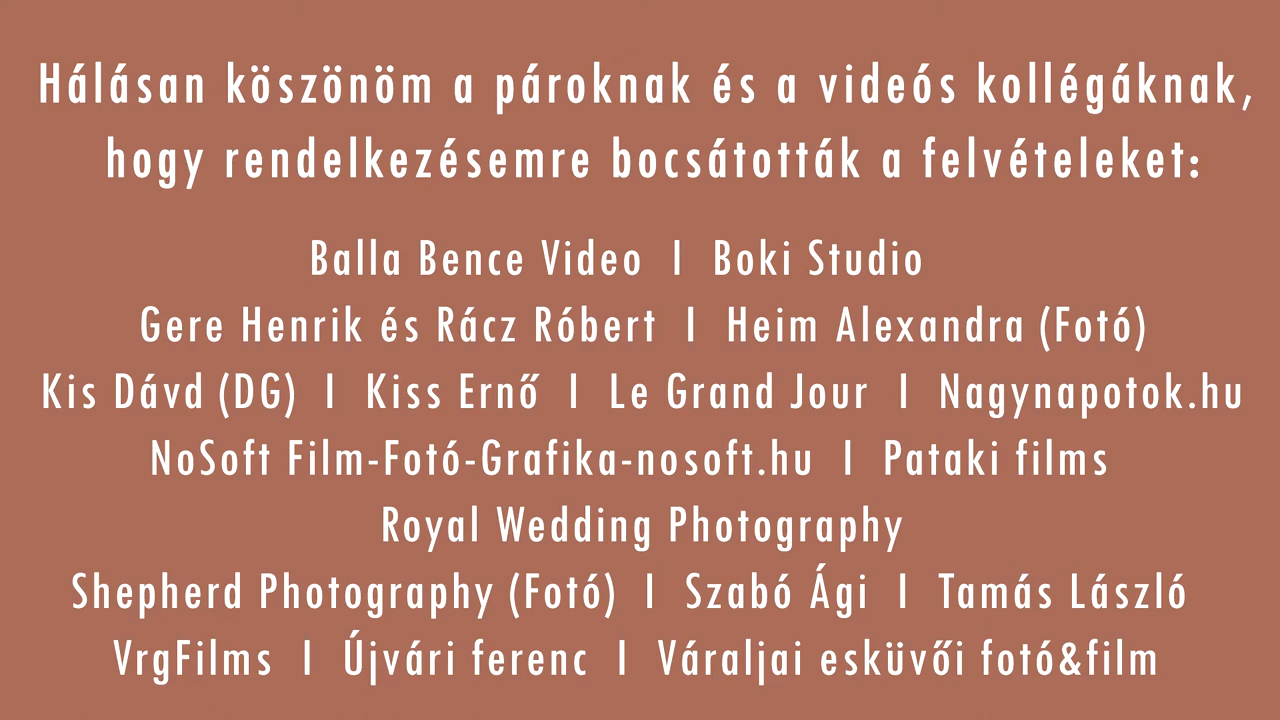 Hálásan köszönöm a pároknak és a videós kollégáknak,
hogy rendelkezésemre bocsátották a felvételeket:
Balla Bence Video I Boki Studio
Gere Henrik és Rácz Róbert I Heim Alexandra (Fotó)
Kis Dávd (DG) I Kiss Ernő I Le Grand Jour I Nagynapotok.hu
NoSoft Film-Fotó-Grafika-nosoft.hu I Pataki films
Royal Wedding Photography
Shepherd Photography (Fotó) I Szabó Ági I Tamás László
VrgFilms I Újvári ferenc I Váraljai esküvői fotó&film